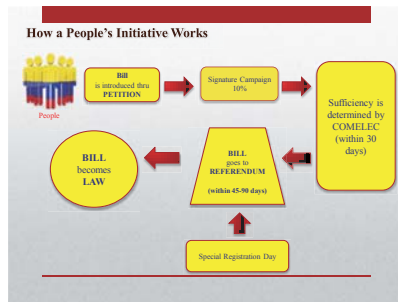 How a People's Initiative Works
People
Bill
is introduced thru
PETITION
Signature Campaign
10%
Sufficiency is
determined by
COMELEC
(within 30
days)
BILL
goes to
REFERENDUM
(within 45-90 days)
BILL
becomes
LAW
Special Registration Day